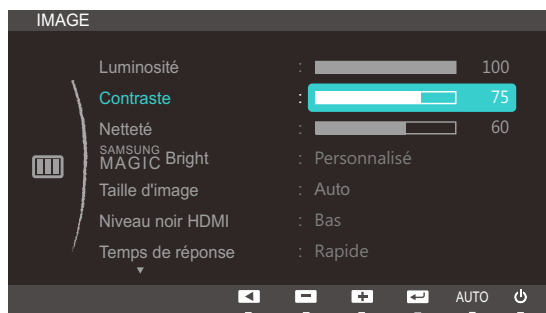 IMAGE
Luminosité : 100
Contraste : 75
Netteté : 60
SAMSUNG MAGIC Bright : Personnalisé
Taille d'image : Auto
Niveau noir HDMI : Bas
Temps de réponse : Rapide
AUTO